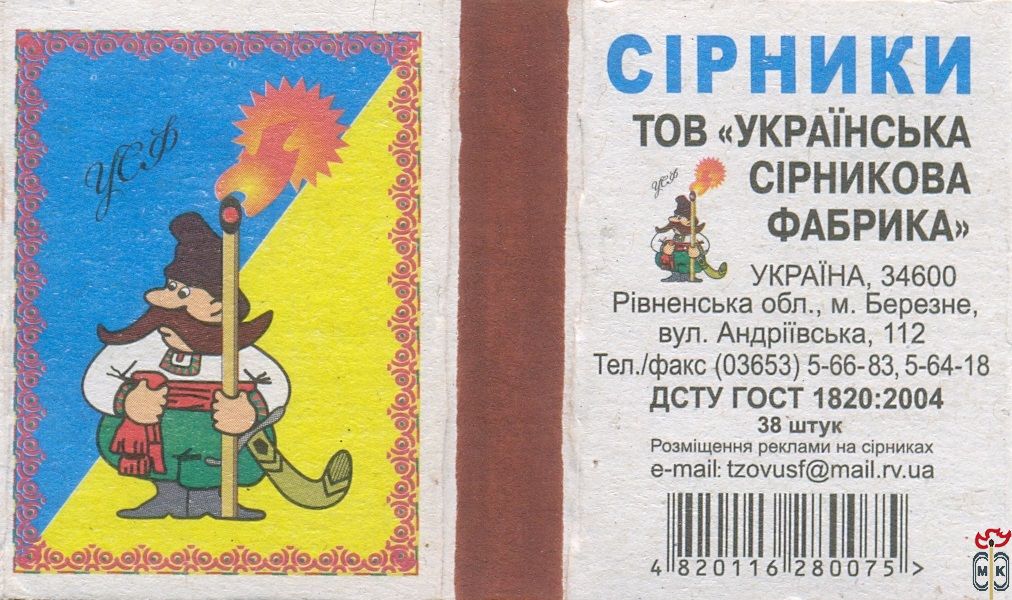 УСФ
СІРНИКИ
ТОВ «УКРАЇНСЬКА
СІРНИКОВА
ФАБРИКА»
УСФ
УКРАЇНА, 34600
Рівненська обл., м. Березне,
вул. Андріївська, 112
Тел./факс (03653) 5-66-83, 5-64-18
ДСТУ ГОСТ 1820:2004
38 штук
Розміщення реклами на сірниках
e-mail: tzovusf@mail.rv.ua
4 820116 280075 >
МК